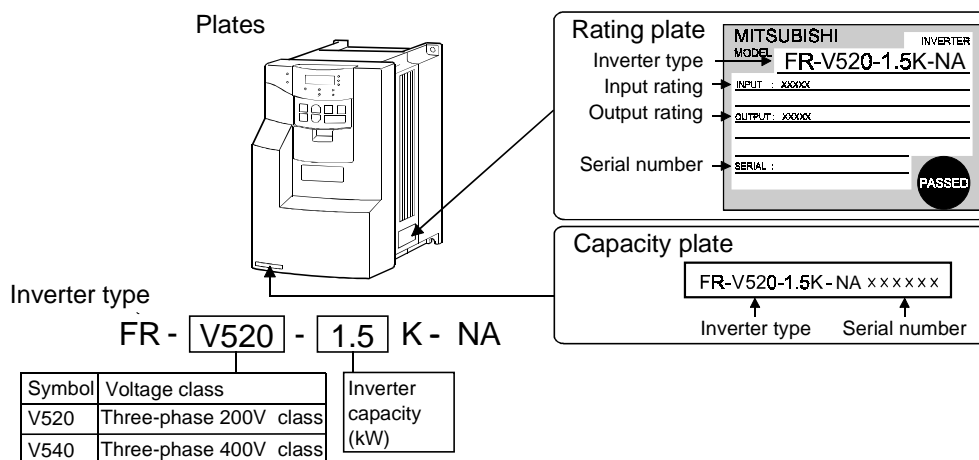 Plates
Rating plate
MITSUBISHI
INVERTER
MODEL
FR-V520-1.5K-NA
Inverter type
Input rating
INPUT : xxxxx
Output rating
OUTPUT : xxxxx
Serial number
SERIAL :
PASSED
Capacity plate
FR-V520-1.5K-NA ××××××
Inverter type Serial number
Inverter type
FR - V520 - 1.5 K - NA
Symbol Voltage class
V520 Three-phase 200V class
V540 Three-phase 400V class
Inverter
capacity
(kW)